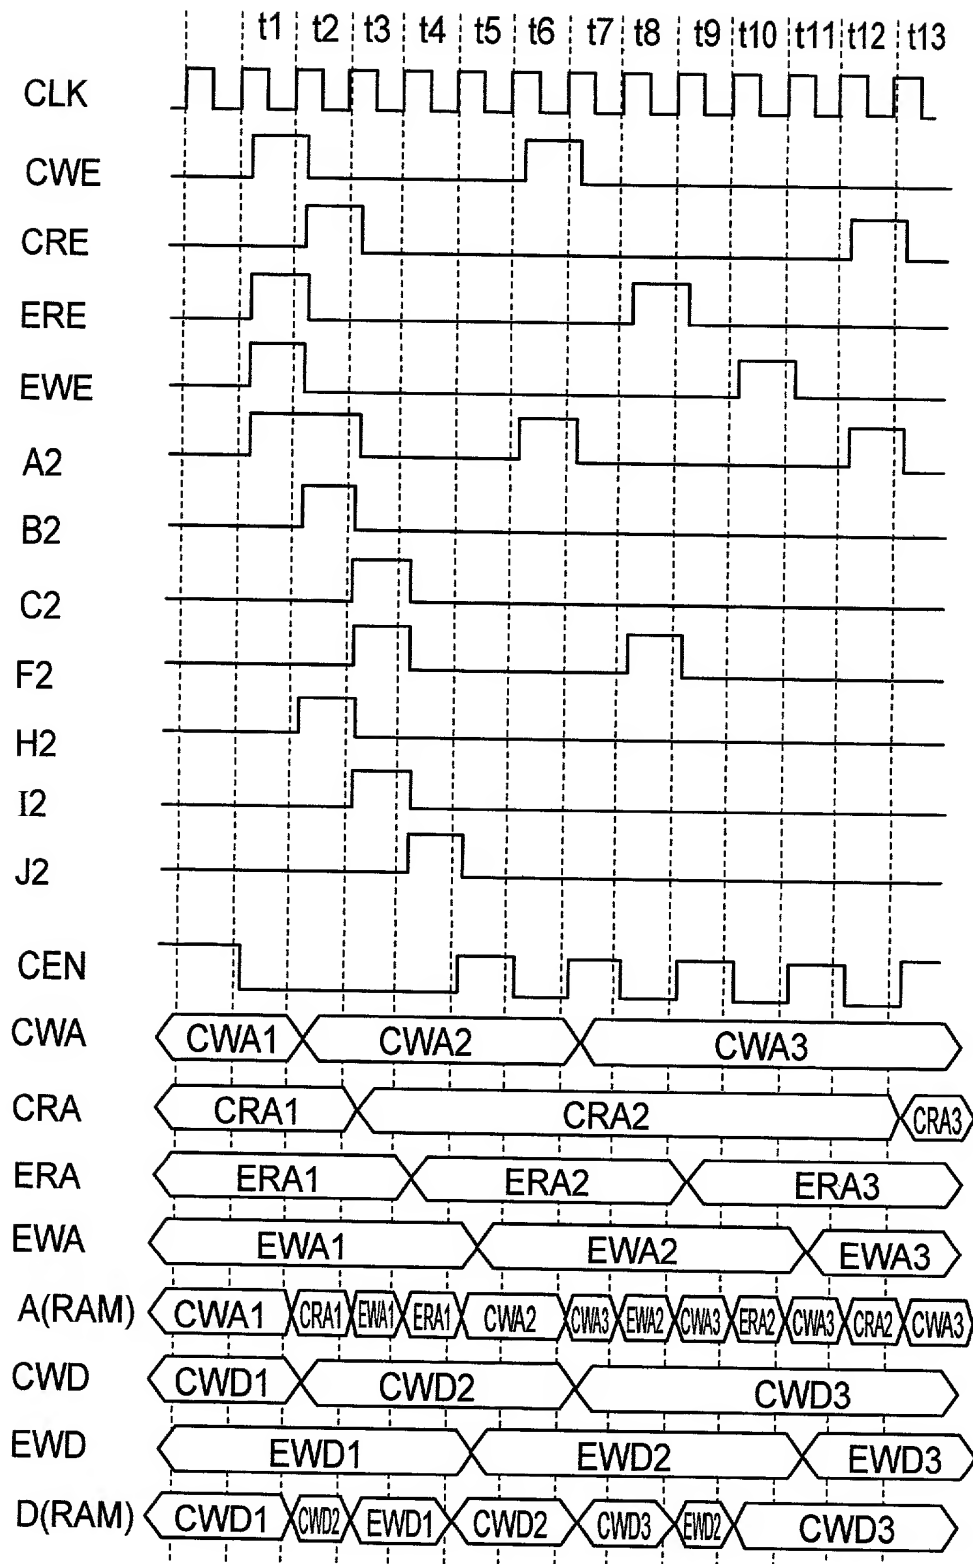 t1 t2 t3 t4 t5 t6 t7 t8 t9 t10 t11 t12 t13
CLK
CWE
CRE
ERE
EWE
A2
B2
C2
F2
H2
I2
J2
CEN
CWA CWA1 CWA2 CWA3
CRA CRA1 CRA2 CRA3
ERA ERA1 ERA2 ERA3
EWA EWA1 EWA2 EWA3
A(RAM) CWA1 CRA1 EWA1 ERA1 CWA2 CWA3 EWA2 CWA3 ERA2 CWA3 CRA2 CWA3
CWD CWD1 CWD2 CWD3
EWD EWD1 EWD2 EWD3
D(RAM) CWD1 CWD2 EWD1 CWD2 CWD3 EWD2 CWD3